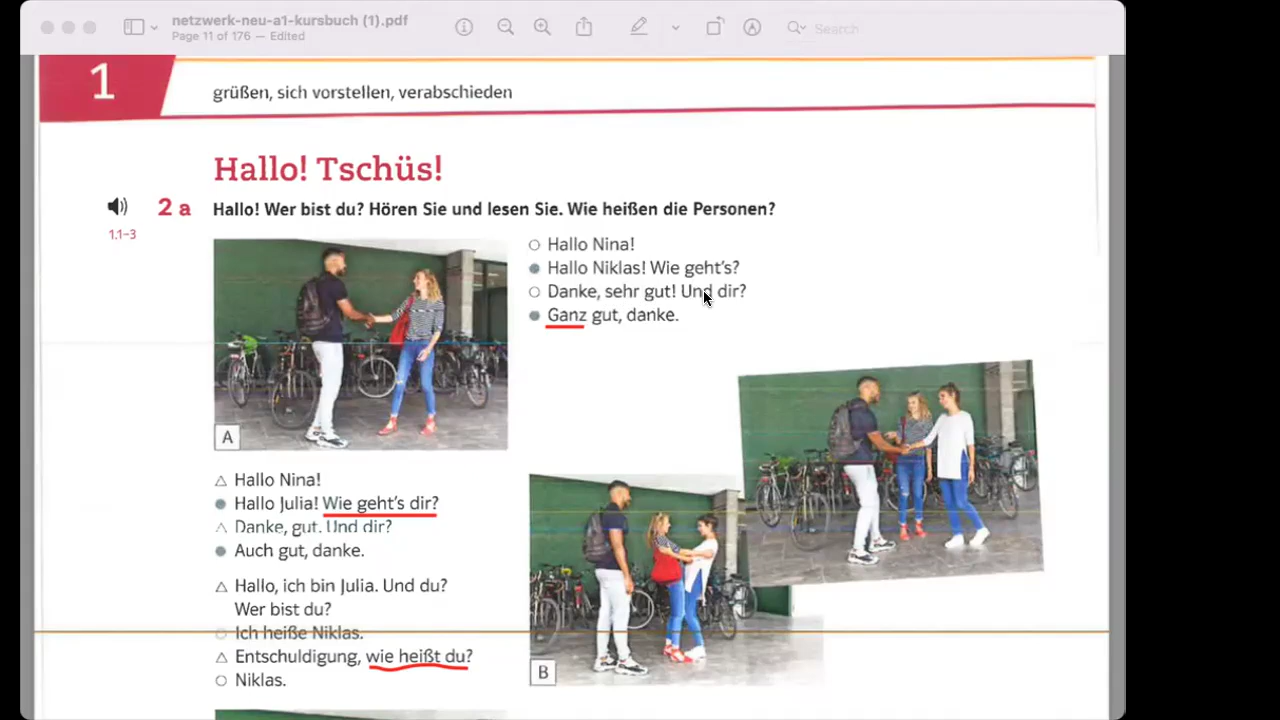 netzwerk-neu-a1-kursbuch (1).pdf
Page 11 of 176 — Edited
Search
1
grüßen, sich vorstellen, verabschieden
Hallo! Tschüs!
2 a
Hallo! Wer bist du? Hören Sie und lesen Sie. Wie heißen die Personen?
1.1–3
Hallo Nina!
Hallo Niklas! Wie geht's?
Danke, sehr gut! Und dir?
Ganz gut, danke.
A
Hallo Nina!
Hallo Julia! Wie geht's dir?
Danke, gut. Und dir?
Auch gut, danke.
Hallo, ich bin Julia. Und du?
Wer bist du?
Ich heiße Niklas.
Entschuldigung, wie heißt du?
Niklas.
B